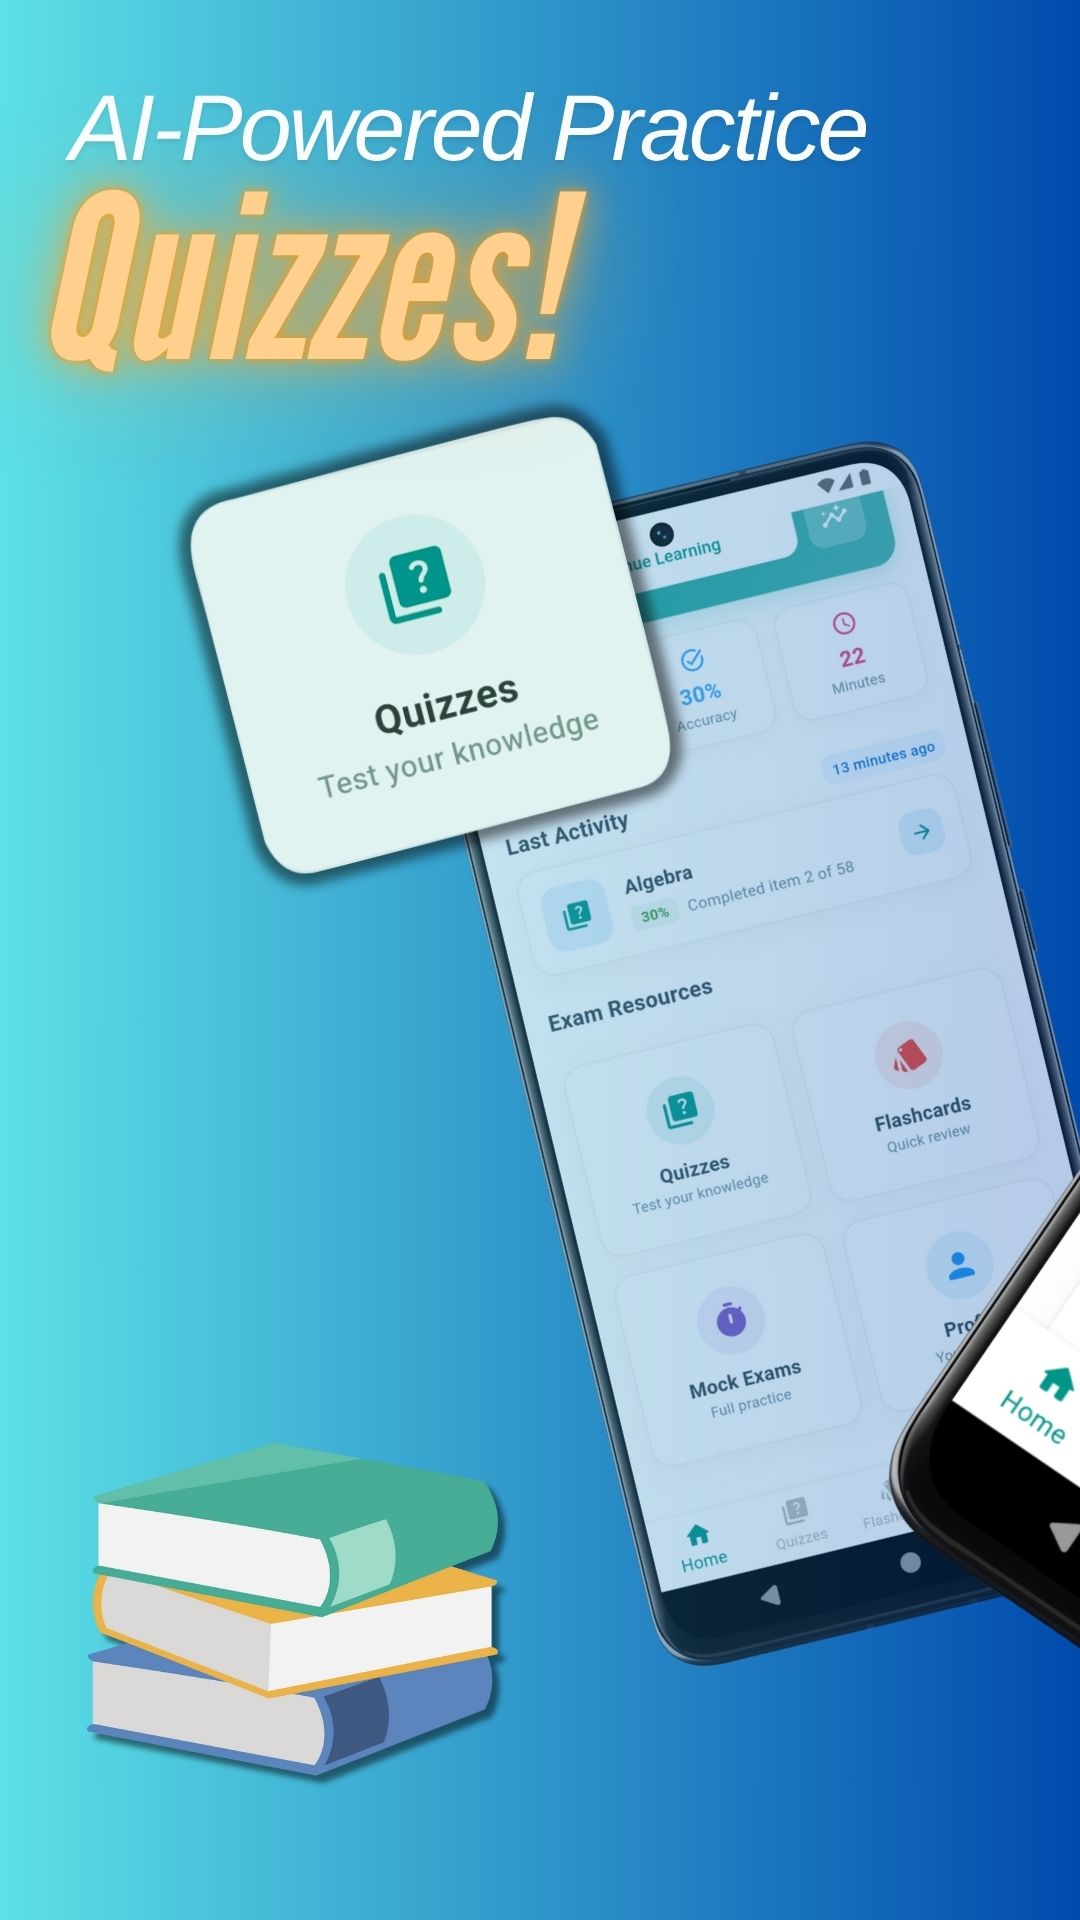 AI-Powered Practice
Quizzes!
Quizzes
Test your knowledge
Learning
30%
Accuracy
22
Minutes
13 minutes ago
Last Activity
Algebra
30% Completed item 2 of 58
Exam Resources
Quizzes
Test your knowledge
Flashcards
Quick review
Mock Exams
Full practice
Home
Quizzes
Home